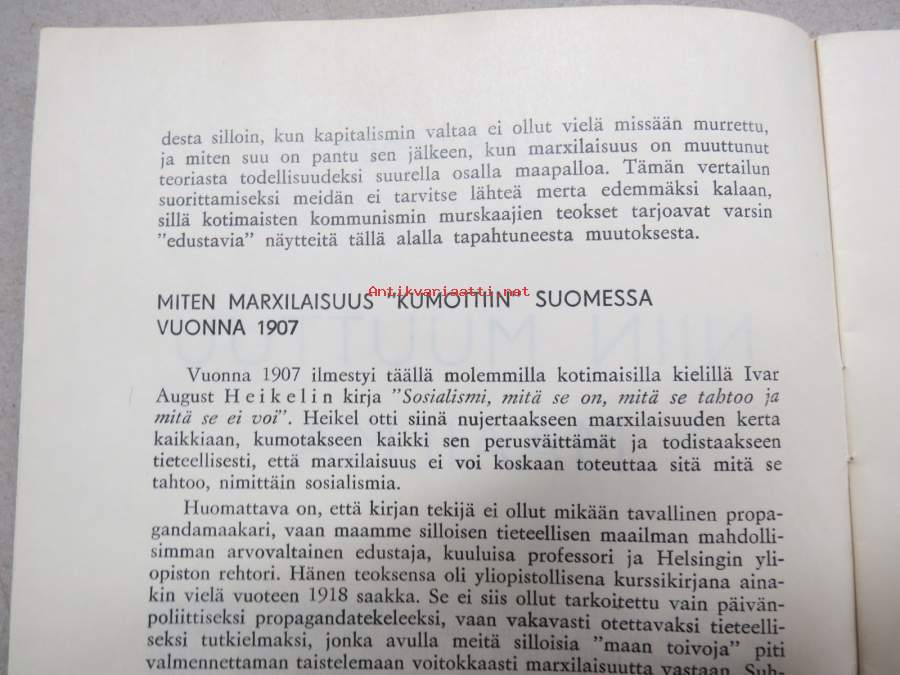 desta silloin, kun kapitalismin valtaa ei ollut vielä missään murrettu,
ja miten suu on pantu sen jälkeen, kun marxilaisuus on muuttunut
teoriasta todellisuudeksi suurella osalla maapalloa. Tämän vertailun
suorittamiseksi meidän ei tarvitse lähteä merta edemmäksi kalaan,
sillä kotimaisten kommunismin murskaajien teokset tarjoavat varsin
"edustavia" näytteitä tällä alalla tapahtuneesta muutoksesta.
Antikvariaatti.net
MITEN MARXILAISUUS "KUMOTTIIN" SUOMESSA
VUONNA 1907
Vuonna 1907 ilmestyi täällä molemmilla kotimaisilla kielillä Ivar
August Heikelin kirja "Sosialismi, mitä se on, mitä se tahtoo ja
mitä se ei voi". Heikel otti siinä nujertaakseen marxilaisuuden kerta
kaikkiaan, kumotakseen kaikki sen perusväittämät ja todistaakseen
tieteellisesti, että marxilaisuus ei voi koskaan toteuttaa sitä mitä se
tahtoo, nimittäin sosialismia.
Huomattava on, että kirjan tekijä ei ollut mikään tavallinen propa-
gandamaakari, vaan maamme silloisen tieteellisen maailman mahdolli-
simman arvovaltainen edustaja, kuuluisa professori ja Helsingin yli-
opiston rehtori. Hänen teoksensa oli yliopistollisena kurssikirjana aina-
kin vielä vuoteen 1918 saakka. Se ei siis ollut tarkoitettu vain päivän-
poliittiseksi propagandatekeleeksi, vaan vakavasti otettavaksi tieteelli-
seksi tutkielmaksi, jonka avulla meitä silloisia "maan toivoja" piti
valmennettaman taistelemaan voitokkaasti marxilaisuutta vastaan. Suh-
NIIN MUUTTUU